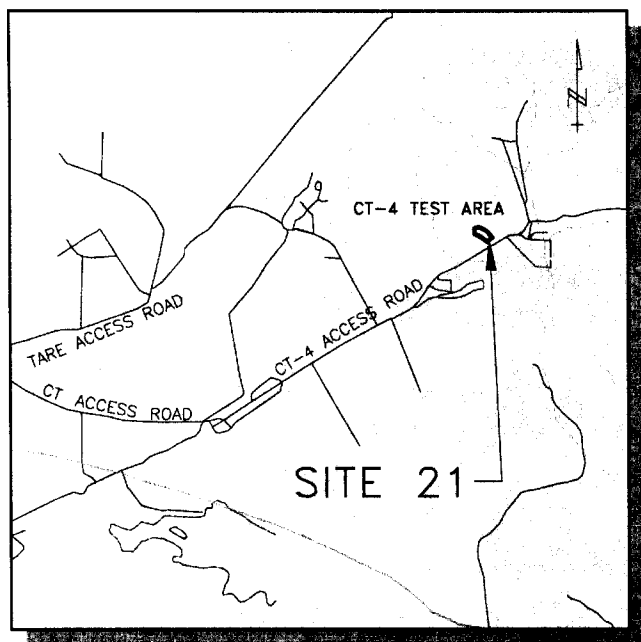 N
CT-4 TEST AREA
TARE ACCESS ROAD
CT-4 ACCESS ROAD
CT ACCESS ROAD
SITE 21